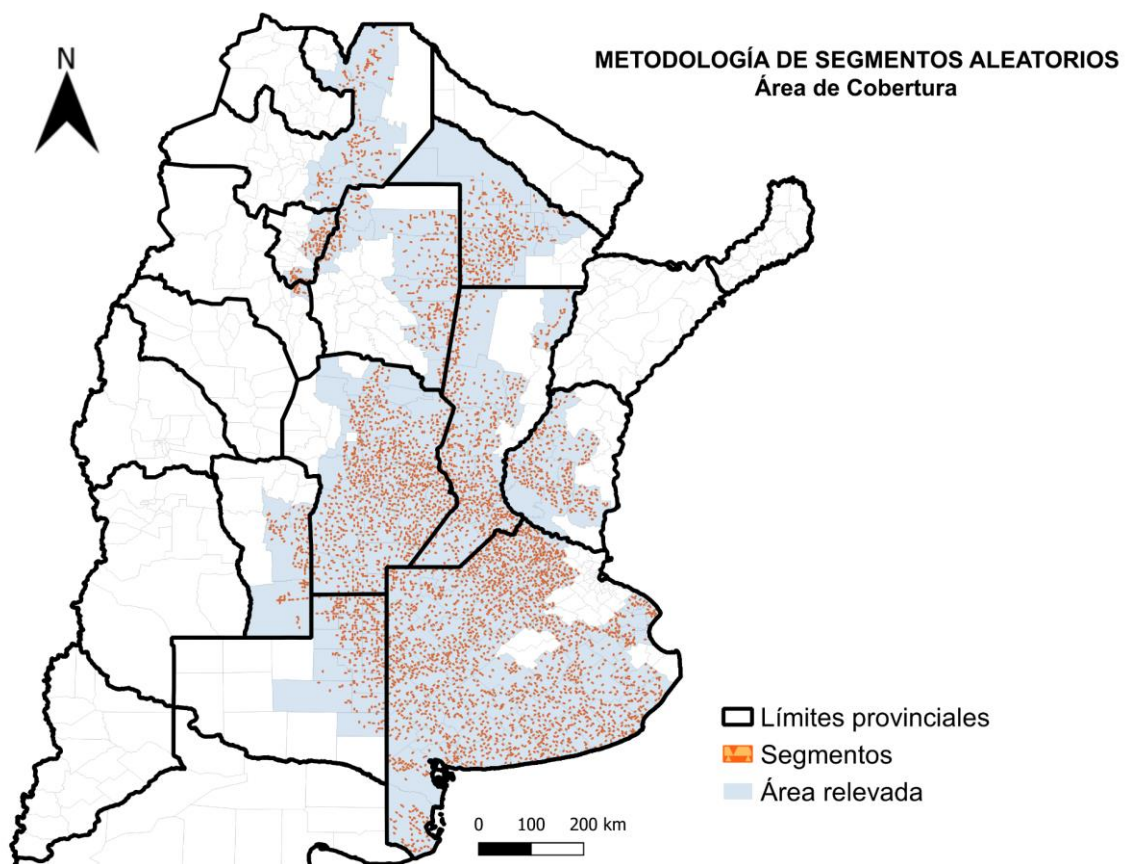 N
METODOLOGÍA DE SEGMENTOS ALEATORIOS
Área de Cobertura
Límites provinciales
Segmentos
Área relevada
0 100 200 km